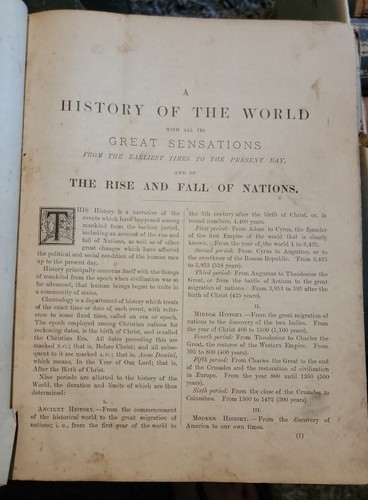 A
HISTORY OF THE WORLD
WITH ALL ITS
GREAT SENSATIONS
FROM THE EARLIEST TIMES TO THE PRESENT DAY,
AND OF
THE RISE AND FALL OF NATIONS.
THIS History is a narrative of the
events which have happened among
mankind from the earliest period,
including an account of the rise and
fall of Nations, as well as of other
great changes which have affected
the political and social condition of the human race
up to the present day.
History principally concerns itself with the doings
of mankind from the epoch when civilization was so
far advanced, that human beings began to unite in
a community of states.
Chronology is a department of history which treats
of the exact time or date of each event, with refer-
ence to some fixed time, called an era or epoch.
The epoch employed among Christian nations for
reckoning dates, is the birth of Christ, and is called
the Christian Era. All dates preceding this are
marked B.C.; that is, Before Christ; and all subse-
quent to it are marked A.D.; that is, Anno Domini,
which means, In the Year of Our Lord; that is,
After the Birth of Christ.
Nine periods are allotted to the history of the
World, the duration and limits of which are thus
determined:
I.
ANCIENT HISTORY.—From the commencement
of the historical world to the great migration of
nations; i. e., from the first year of the world to
the 5th century after the birth of Christ, or, in
round numbers, 4,400 years.
First period: From Adam to Cyrus, the founder
of the first Empire of the world that is clearly
known. From the year of the world 1 to 3,425.
Second period: From Cyrus to Augustus, or to
the overthrow of the Roman Republic. From 3,425
to 3,953 (528 years).
Third period: From Augustus to Theodosius the
Great, or from the battle of Actium to the great
migration of nations. From 3,953 to 395 after the
birth of Christ (425 years).
II.
MIDDLE HISTORY.—From the great migration of
nations to the discovery of the two Indies. From
the year of Christ 400 to 1500 (1,100 years).
Fourth period: From Theodosius to Charles the
Great, the restorer of the Western Empire. From
395 to 800 (400 years).
Fifth period: From Charles the Great to the end
of the Crusades and the restoration of civilization
in Europe. From the year 800 until 1300 (500
years).
Sixth period: From the close of the Crusades to
Columbus. From 1300 to 1492 (200 years).
III.
MODERN HISTORY.—From the discovery of
America to our own times.
(1)